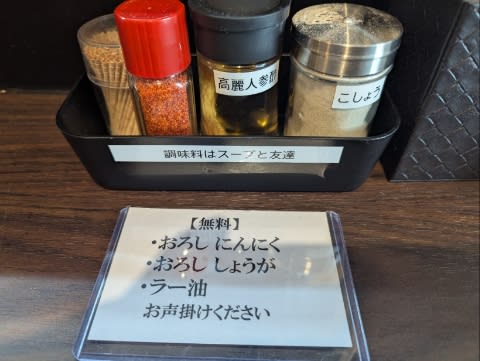 高麗人参酢
こしょう
調味料はスープと友達
【無料】
・おろし にんにく
・おろし しょうが
・ラー油
お声掛けください